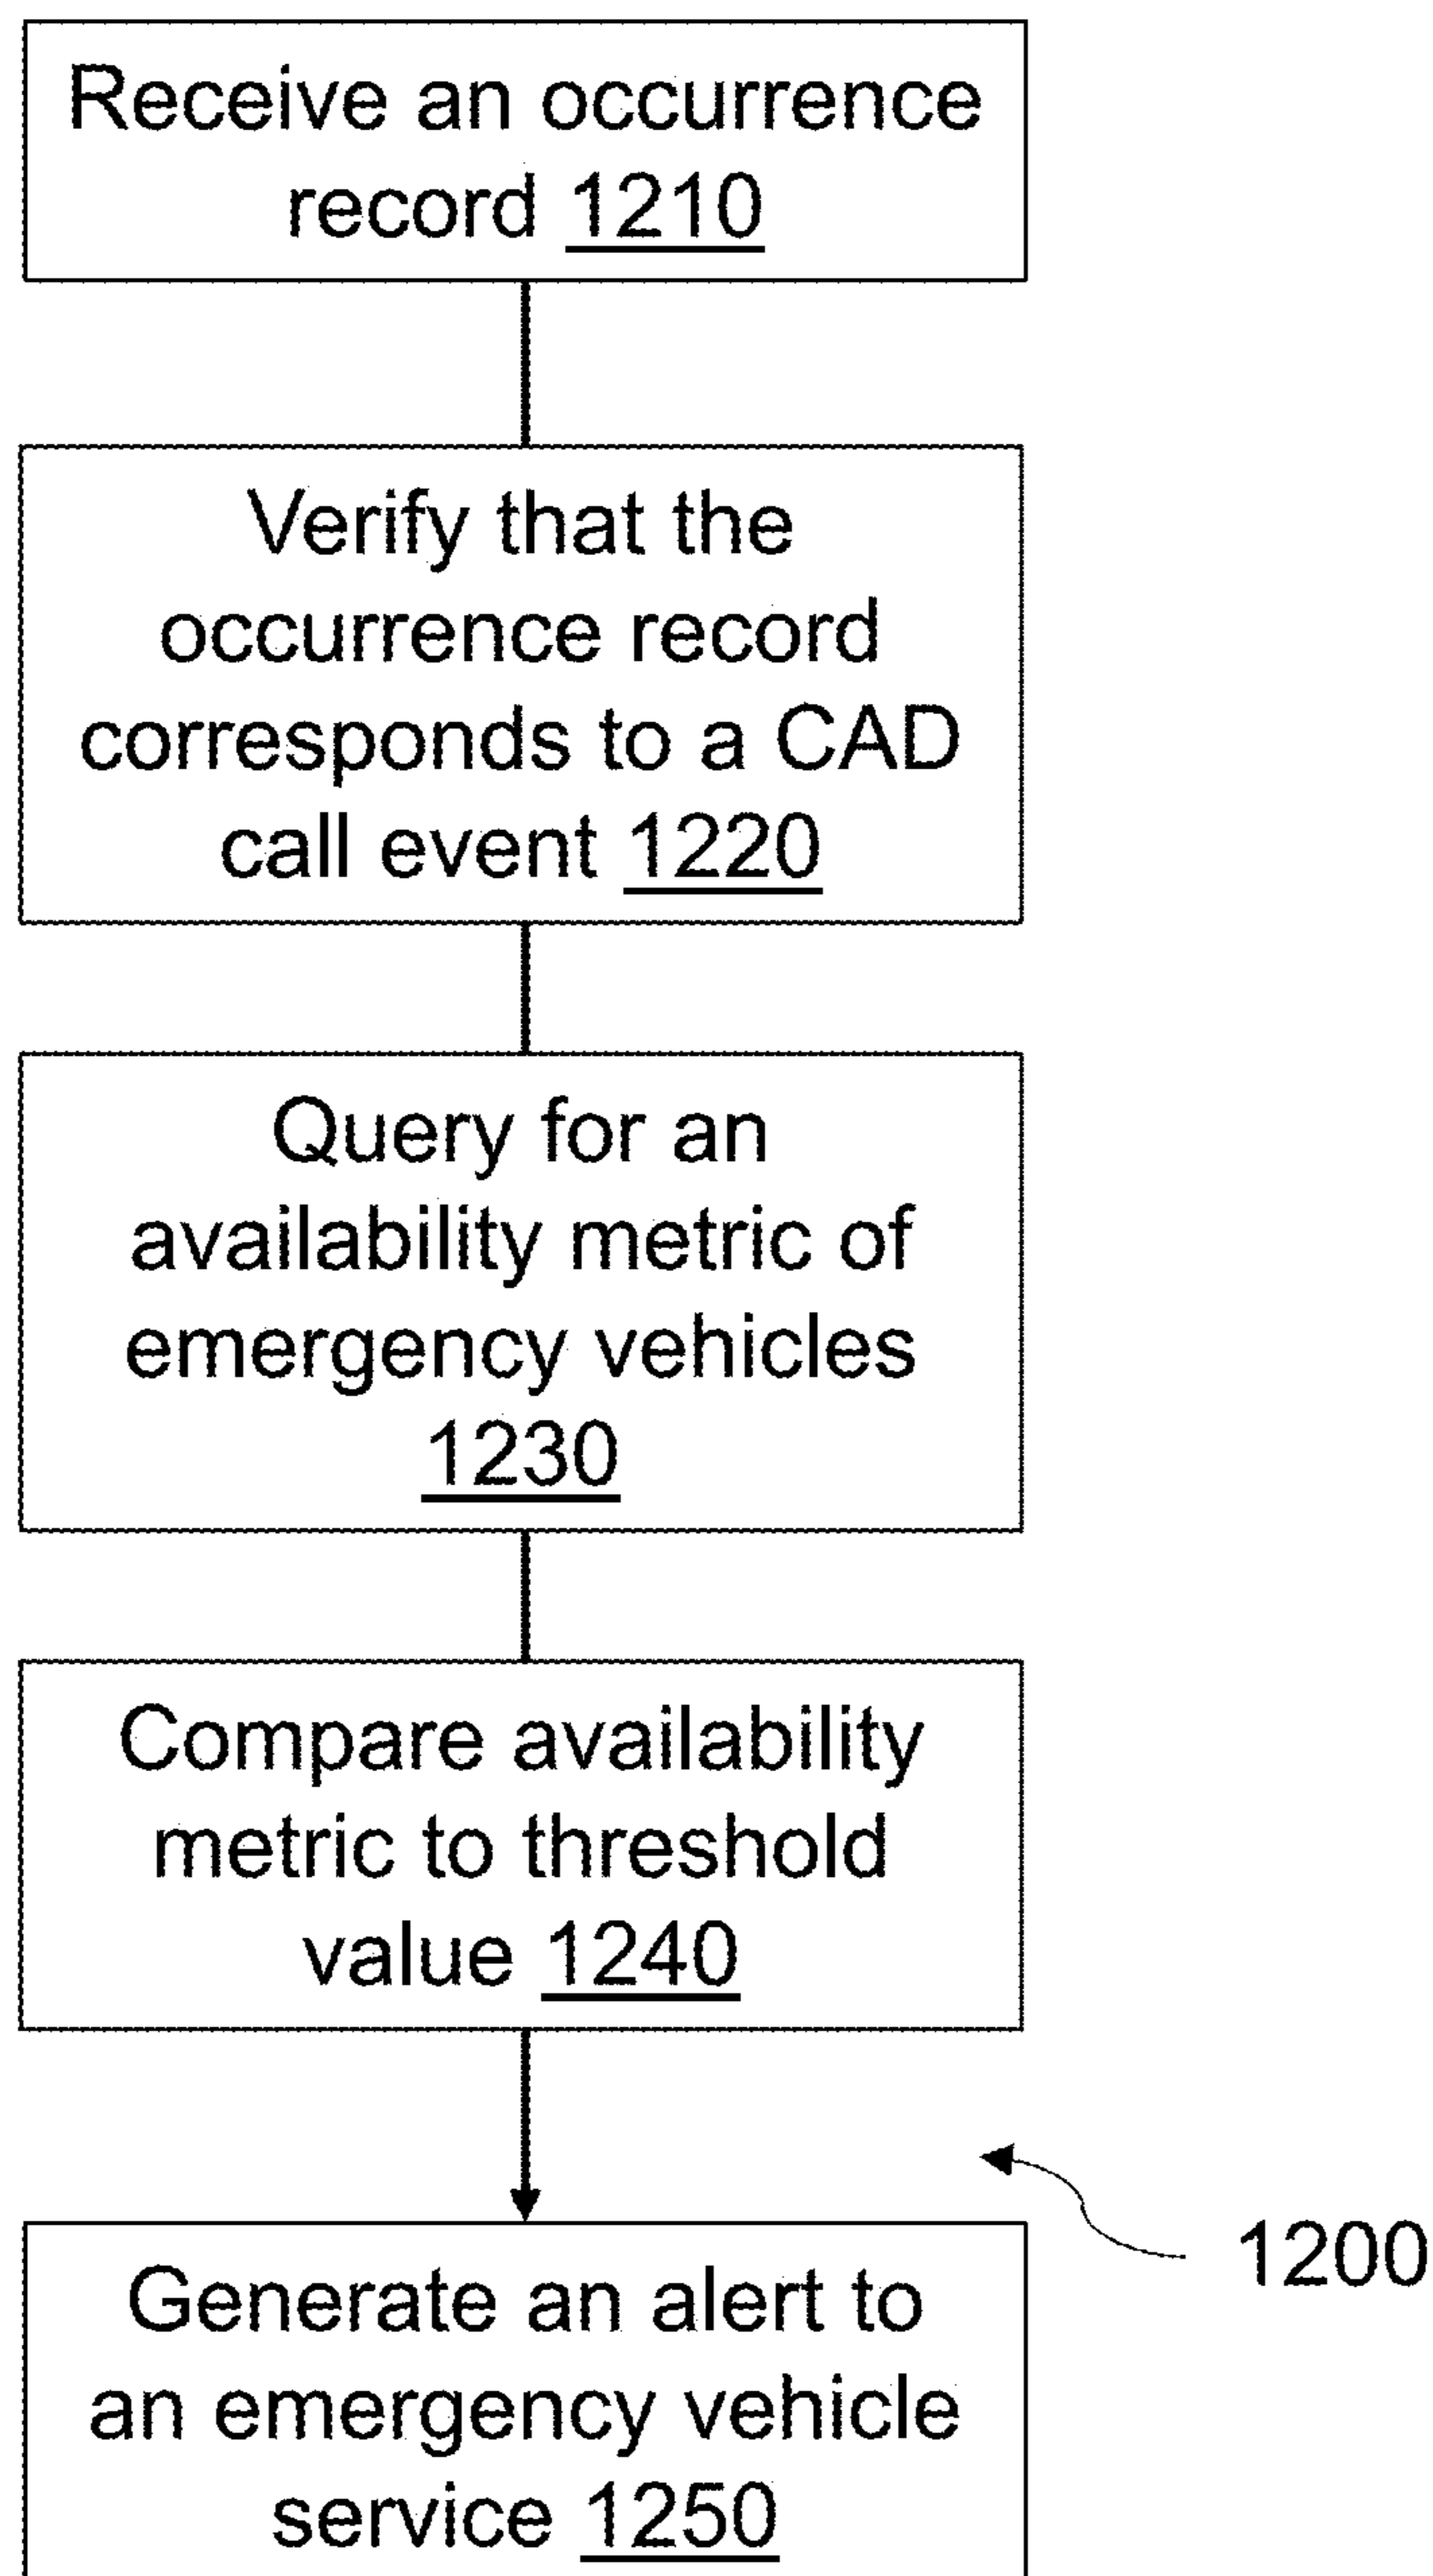 Receive an occurrence
record 1210
Verify that the
occurrence record
corresponds to a CAD
call event 1220
Query for an
availability metric of
emergency vehicles
1230
Compare availability
metric to threshold
value 1240
1200
Generate an alert to
an emergency vehicle
service 1250